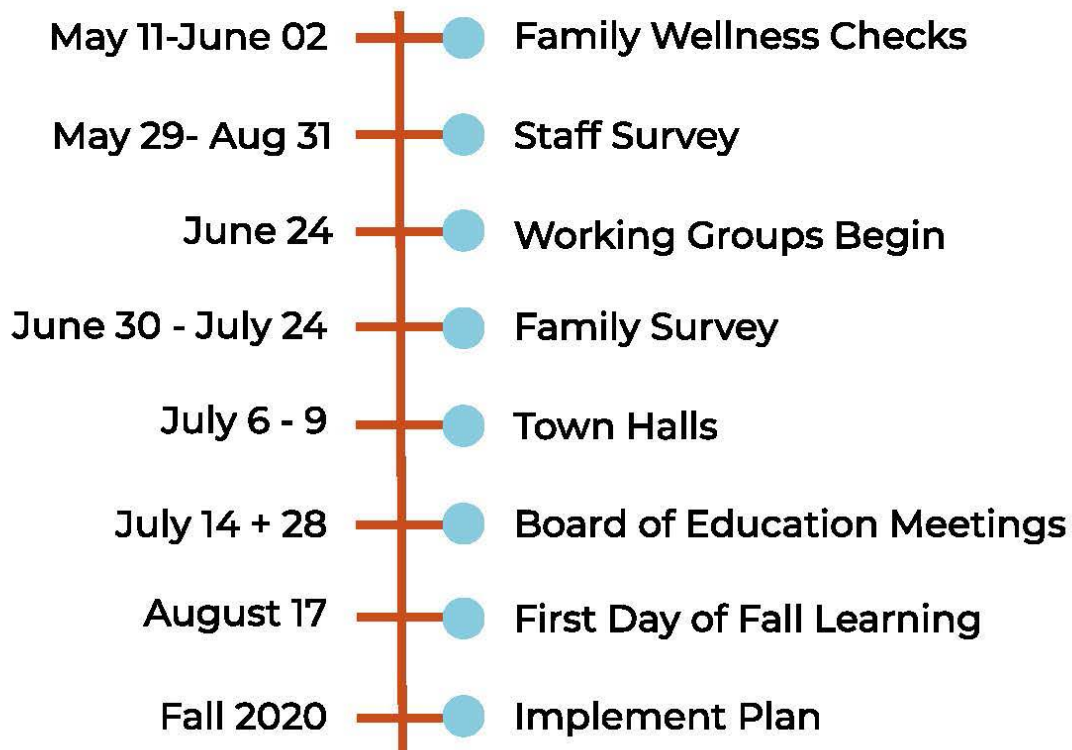 May 11-June 02 Family Wellness Checks
May 29- Aug 31 Staff Survey
June 24 Working Groups Begin
June 30 - July 24 Family Survey
July 6 - 9 Town Halls
July 14 + 28 Board of Education Meetings
August 17 First Day of Fall Learning
Fall 2020 Implement Plan